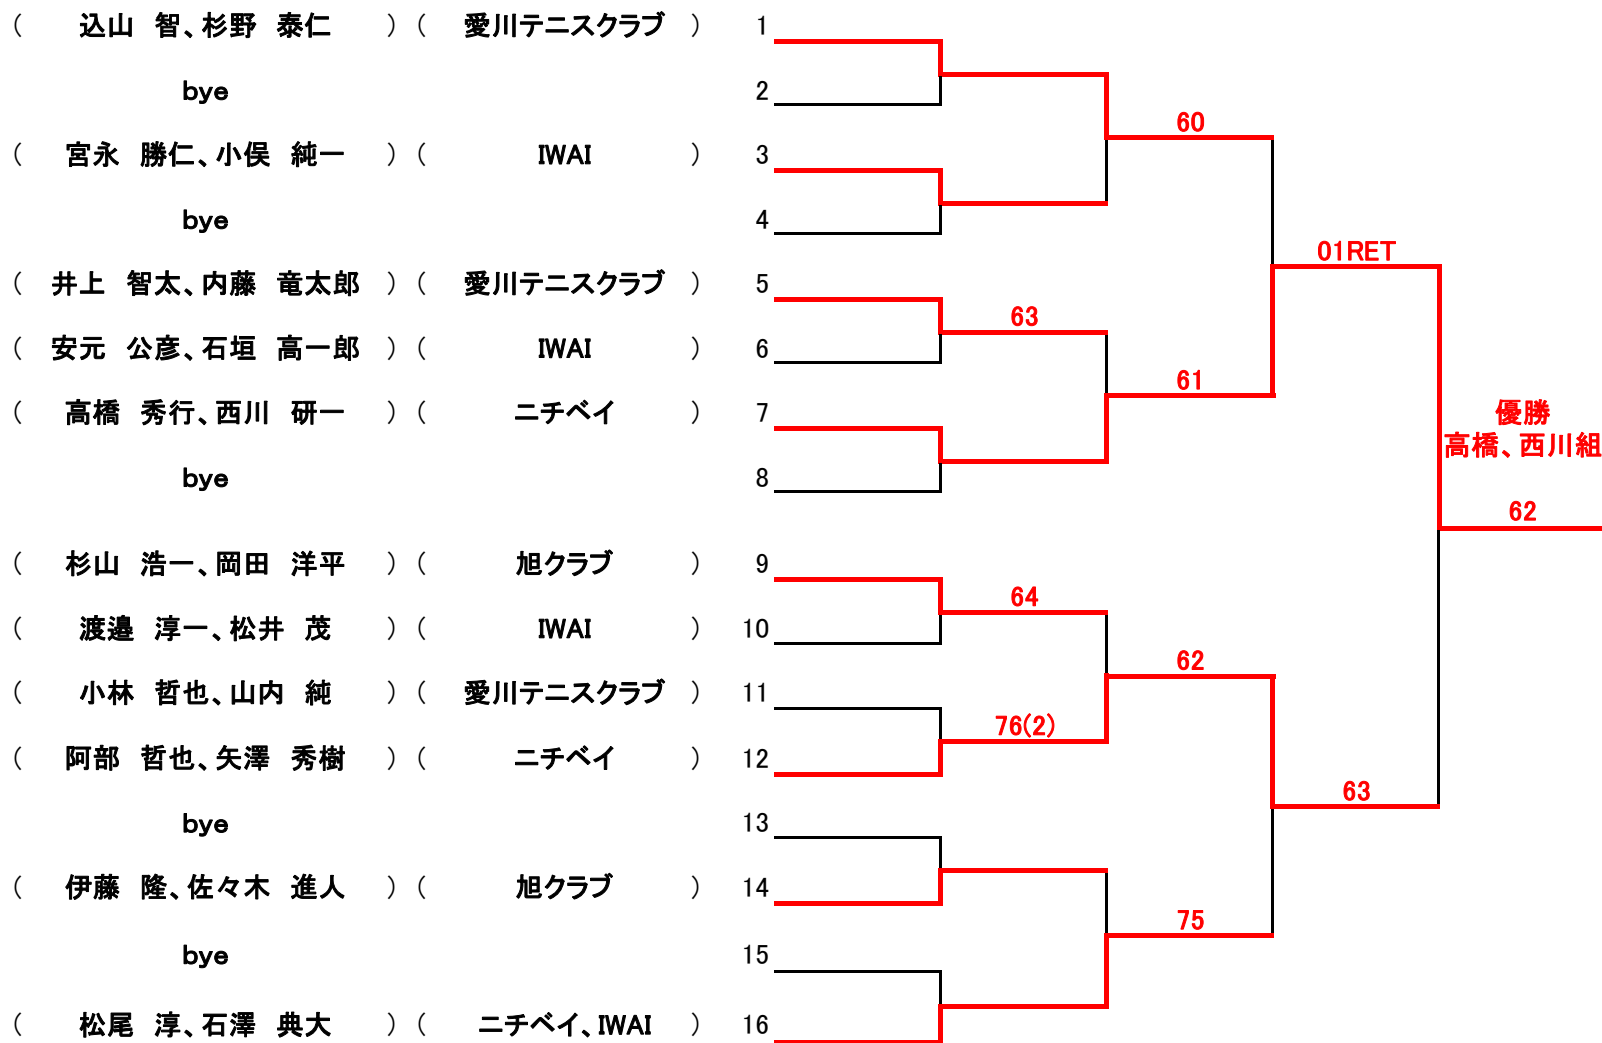 ( 込山 智、杉野 泰仁 ) ( 愛川テニスクラブ ) 1
bye 2
60
( 宮永 勝仁、小俣 純一 ) ( IWAI ) 3
bye 4
01RET
( 井上 智太、内藤 竜太郎 ) ( 愛川テニスクラブ ) 5
63
( 安元 公彦、石垣 高一郎 ) ( IWAI ) 6
61
( 高橋 秀行、西川 研一 ) ( ニチベイ ) 7
優勝
高橋、西川組
bye 8
62
( 杉山 浩一、岡田 洋平 ) ( 旭クラブ ) 9
64
( 渡邉 淳一、松井 茂 ) ( IWAI ) 10
62
( 小林 哲也、山内 純 ) ( 愛川テニスクラブ ) 11
76(2)
( 阿部 哲也、矢澤 秀樹 ) ( ニチベイ ) 12
63
bye 13
( 伊藤 隆、佐々木 進人 ) ( 旭クラブ ) 14
75
bye 15
( 松尾 淳、石澤 典大 ) ( ニチベイ、IWAI ) 16